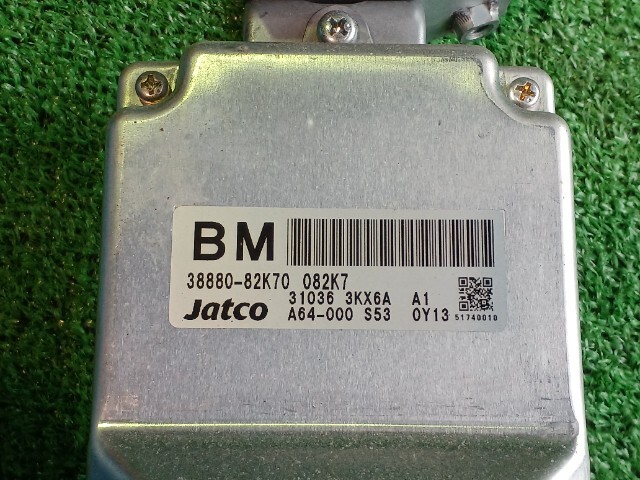 BM
38880-82K70 082K7
31036 3KX6A A1
Jatco A64-000 S53 0Y13 51740010